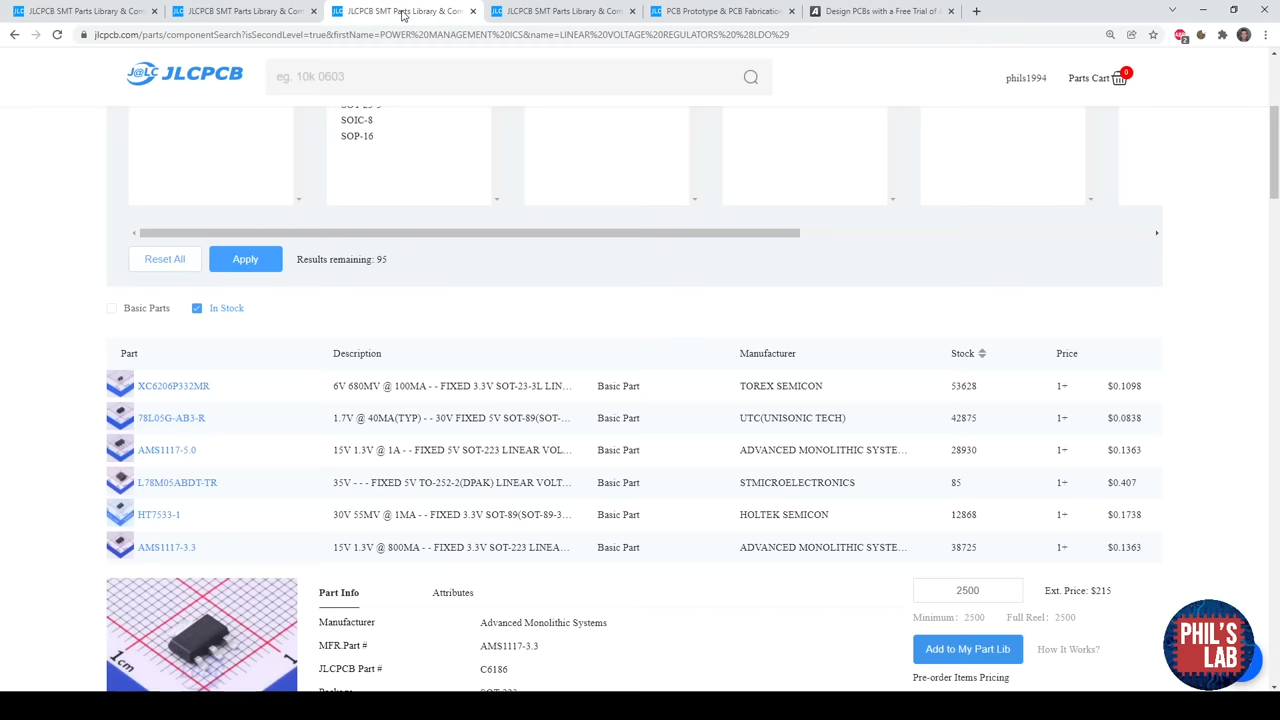 JLCPCB SMT Parts Library & Com
JLCPCB SMT Parts Library & Com
JLCPCB SMT Parts Library & Com
JLCPCB SMT Parts Library & Com
PCB Prototype & PCB Fabrication
Design PCBs with a Free Trial of A
jlcpcb.com/parts/componentSearch?isSecondLevel=true&firstName=POWER%20MANAGEMENT%20ICS&name=LINEAR%20VOLTAGE%20REGULATORS%20%28LDO%29
J@LC JLCPCB
eg. 10k 0603
phils1994
Parts Cart 0
SOIC-8
SOP-16
Reset All
Apply
Results remaining: 95
Basic Parts
In Stock
Part Description Manufacturer Stock Price
XC6206P332MR 6V 680MV @ 100MA - - FIXED 3.3V SOT-23-3L LIN… Basic Part TOREX SEMICON 53628 1+ $0.1098
78L05G-AB3-R 1.7V @ 40MA(TYP) - - 30V FIXED 5V SOT-89(SOT-… Basic Part UTC(UNISONIC TECH) 42875 1+ $0.0838
AMS1117-5.0 15V 1.3V @ 1A - - FIXED 5V SOT-223 LINEAR VOL… Basic Part ADVANCED MONOLITHIC SYSTE… 28930 1+ $0.1363
L78M05ABDT-TR 35V - - - FIXED 5V TO-252-2(DPAK) LINEAR VOLT… Basic Part STMICROELECTRONICS 85 1+ $0.407
HT7533-1 30V 55MV @ 1MA - - FIXED 3.3V SOT-89(SOT-89-3… Basic Part HOLTEK SEMICON 12868 1+ $0.1738
AMS1117-3.3 15V 1.3V @ 800MA - - FIXED 3.3V SOT-223 LINEA… Basic Part ADVANCED MONOLITHIC SYSTE… 38725 1+ $0.1363
1cm
Part Info
Attributes
Manufacturer Advanced Monolithic Systems
MFR.Part # AMS1117-3.3
JLCPCB Part # C6186
2500
Ext. Price: $215
Minimum: 2500 Full Reel: 2500
Add to My Part Lib
How It Works?
Pre-order Items Pricing
PHIL'S
LAB